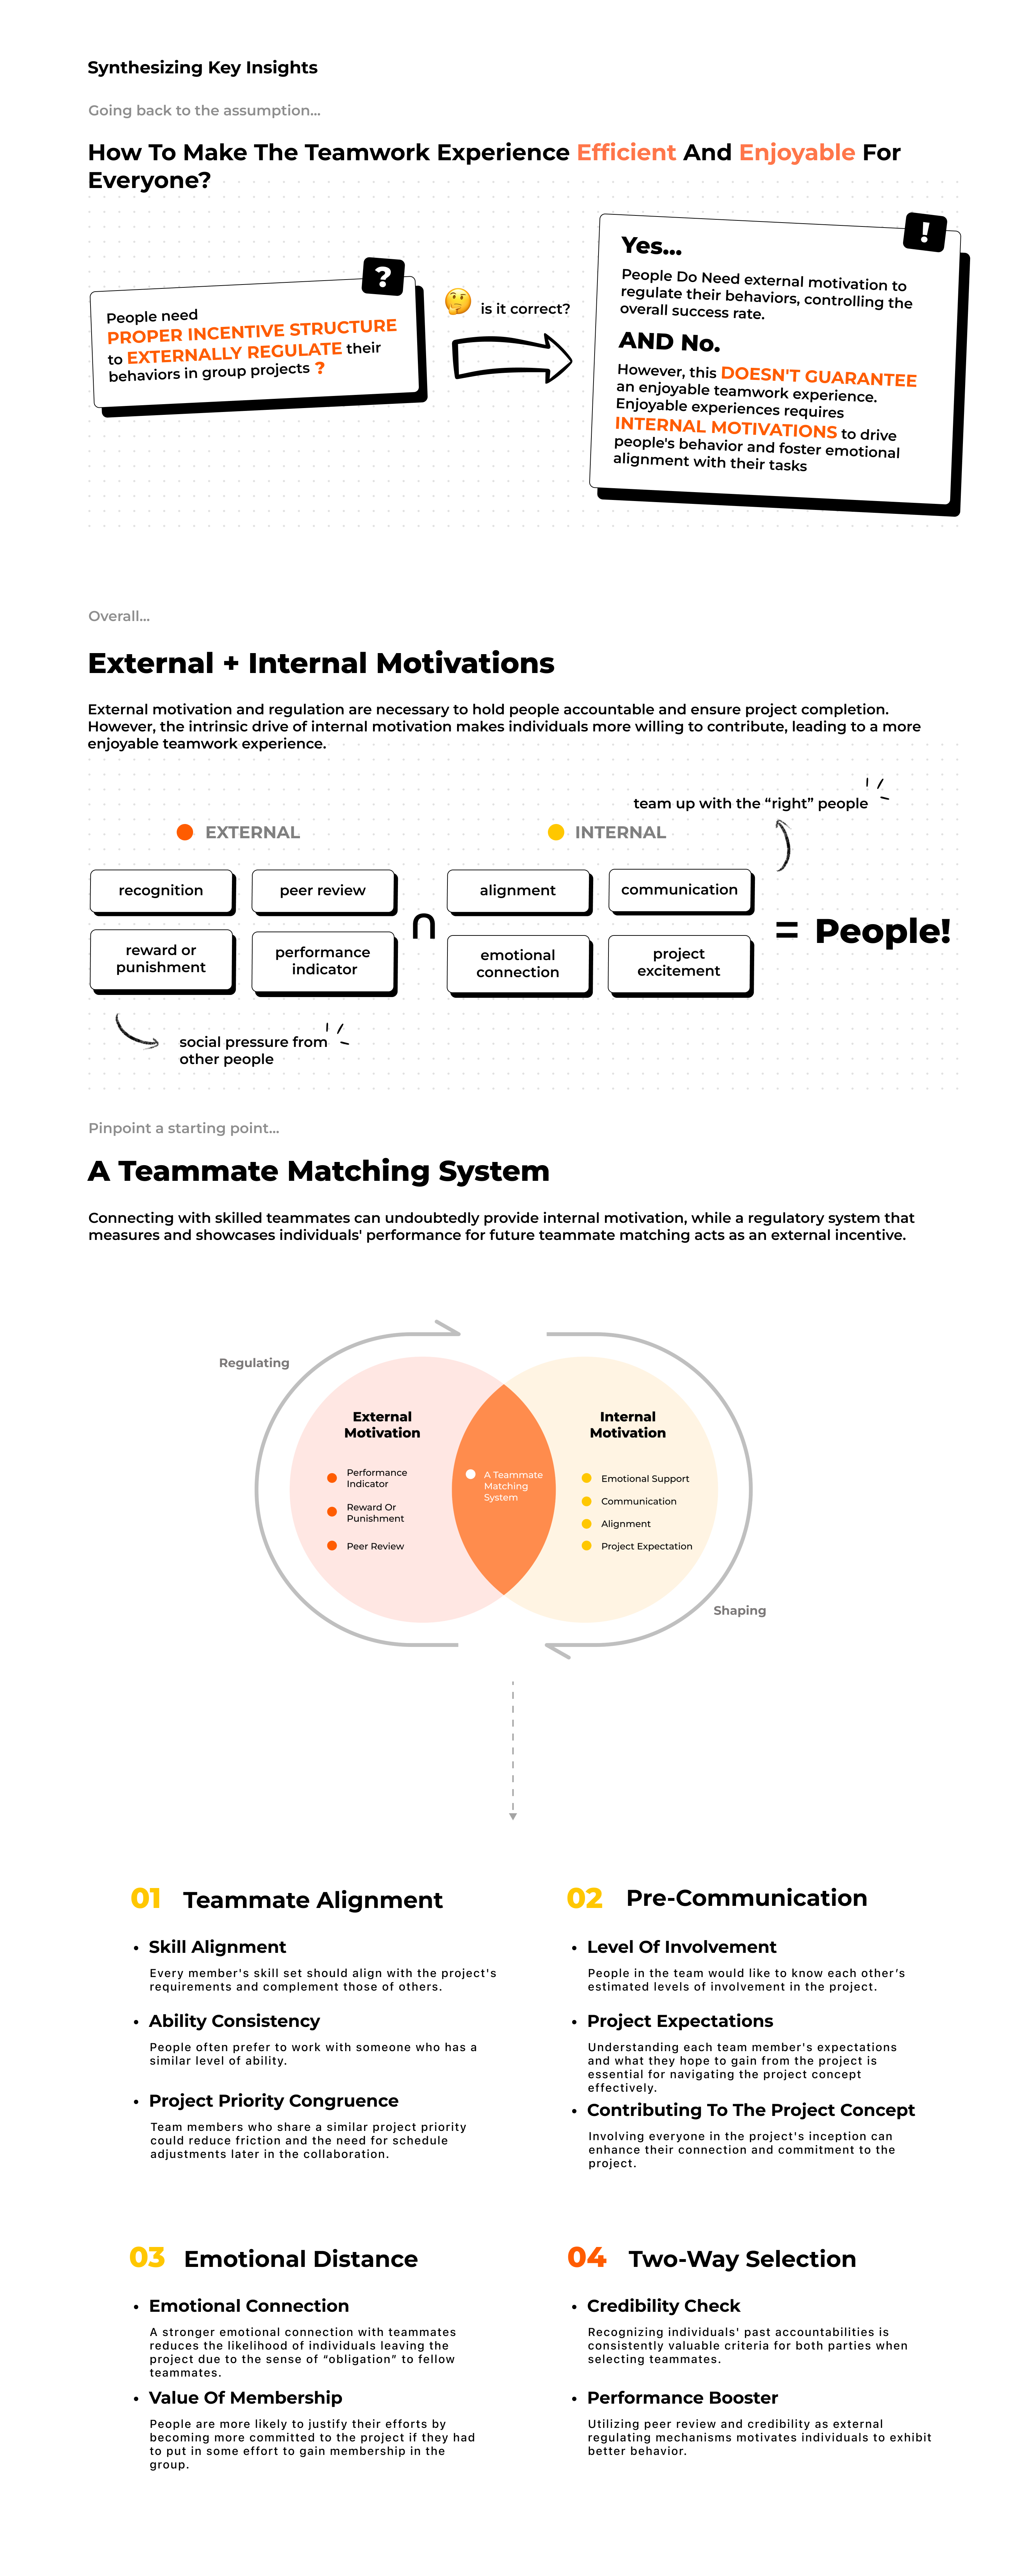 Synthesizing Key Insights
Going back to the assumption...
How To Make The Teamwork Experience Efficient And Enjoyable For
Everyone?
?
People need
PROPER INCENTIVE STRUCTURE
to EXTERNALLY REGULATE their
behaviors in group projects ?
is it correct?
!
Yes...
People Do Need external motivation to
regulate their behaviors, controlling the
overall success rate.
AND No.
However, this DOESN'T GUARANTEE
an enjoyable teamwork experience.
Enjoyable experiences requires
INTERNAL MOTIVATIONS to drive
people's behavior and foster emotional
alignment with their tasks
Overall...
External + Internal Motivations
External motivation and regulation are necessary to hold people accountable and ensure project completion.
However, the intrinsic drive of internal motivation makes individuals more willing to contribute, leading to a more
enjoyable teamwork experience.
team up with the “right” people
EXTERNAL
INTERNAL
recognition
peer review
alignment
communication
reward or
punishment
performance
indicator
∩
emotional
connection
project
excitement
= People!
social pressure from
other people
Pinpoint a starting point...
A Teammate Matching System
Connecting with skilled teammates can undoubtedly provide internal motivation, while a regulatory system that
measures and showcases individuals' performance for future teammate matching acts as an external incentive.
Regulating
External
Motivation
Performance
Indicator
Reward Or
Punishment
Peer Review
A Teammate
Matching
System
Internal
Motivation
Emotional Support
Communication
Alignment
Project Expectation
Shaping
01 Teammate Alignment
• Skill Alignment
Every member's skill set should align with the project's
requirements and complement those of others.
• Ability Consistency
People often prefer to work with someone who has a
similar level of ability.
• Project Priority Congruence
Team members who share a similar project priority
could reduce friction and the need for schedule
adjustments later in the collaboration.
02 Pre-Communication
• Level Of Involvement
People in the team would like to know each other’s
estimated levels of involvement in the project.
• Project Expectations
Understanding each team member's expectations
and what they hope to gain from the project is
essential for navigating the project concept
effectively.
• Contributing To The Project Concept
Involving everyone in the project's inception can
enhance their connection and commitment to the
project.
03 Emotional Distance
• Emotional Connection
A stronger emotional connection with teammates
reduces the likelihood of individuals leaving the
project due to the sense of “obligation” to fellow
teammates.
• Value Of Membership
People are more likely to justify their efforts by
becoming more committed to the project if they had
to put in some effort to gain membership in the
group.
04 Two-Way Selection
• Credibility Check
Recognizing individuals' past accountabilities is
consistently valuable criteria for both parties when
selecting teammates.
• Performance Booster
Utilizing peer review and credibility as external
regulating mechanisms motivates individuals to exhibit
better behavior.